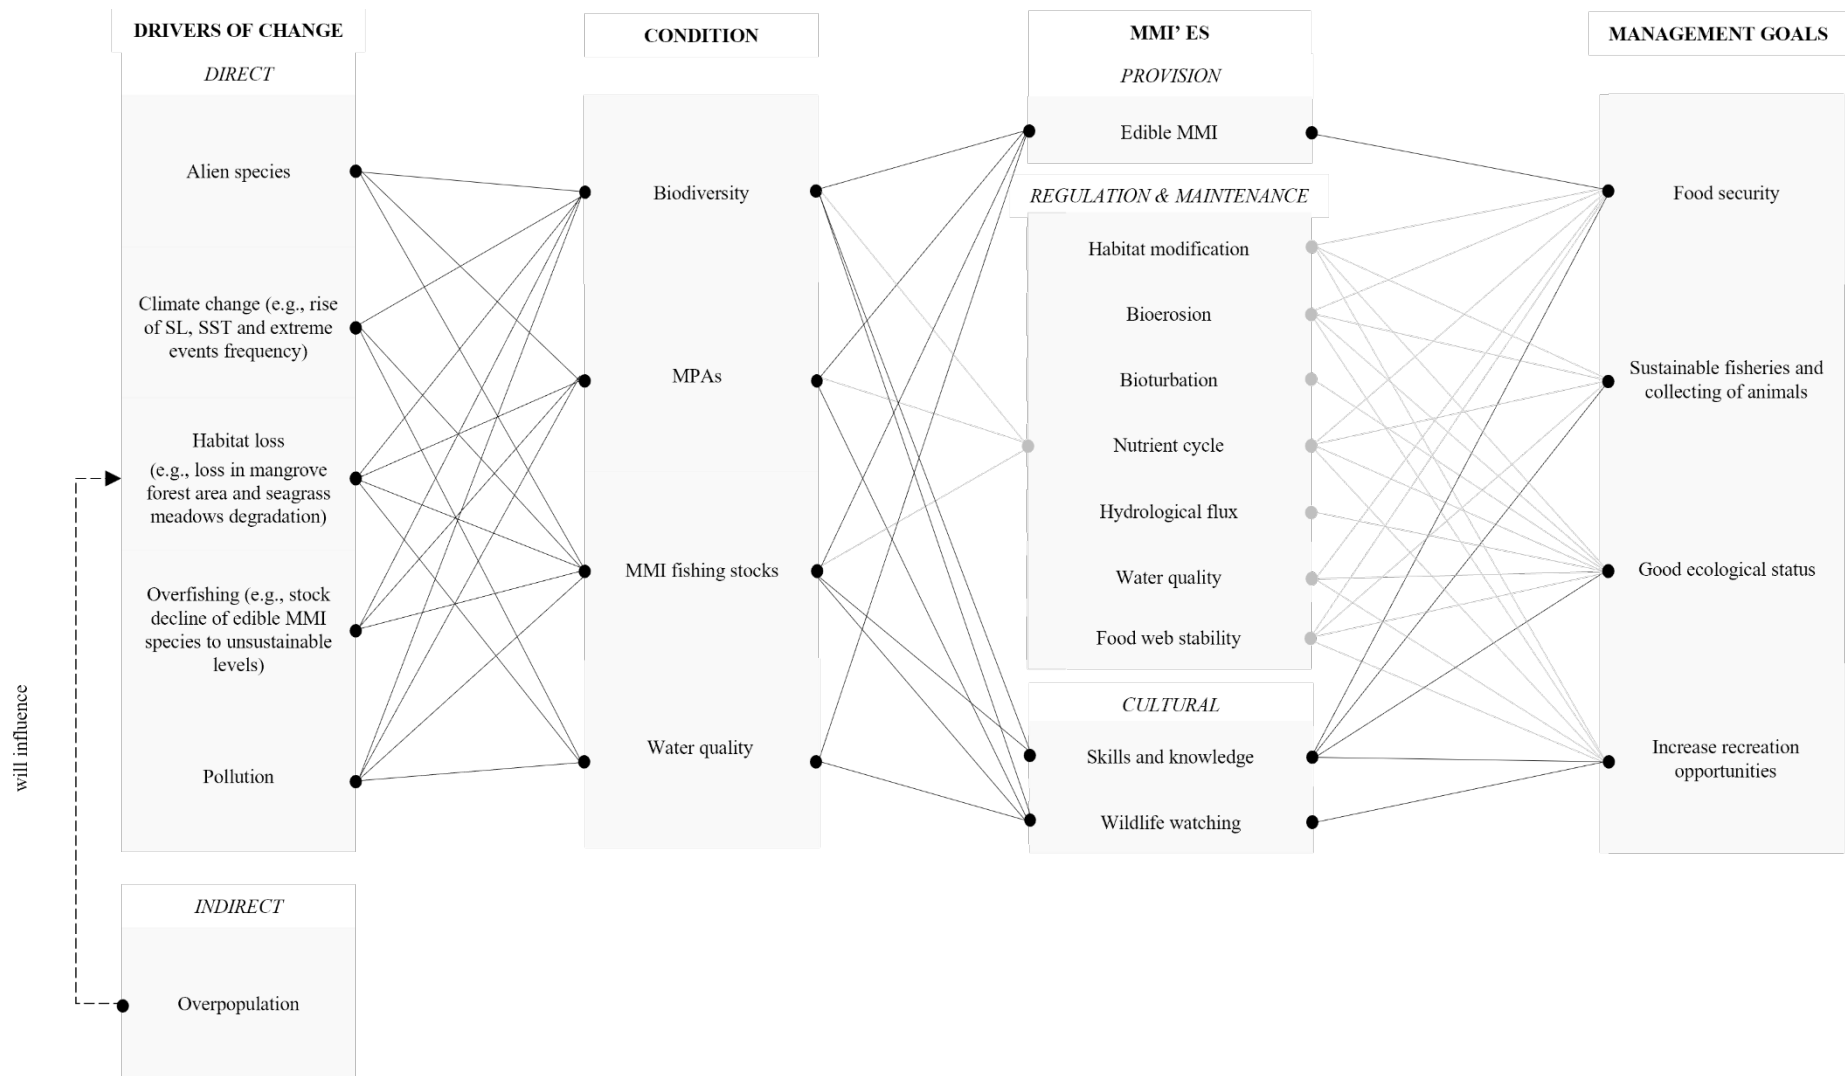 DRIVERS OF CHANGE
DIRECT
Alien species
Climate change (e.g., rise
of SL, SST and extreme
events frequency)
Habitat loss
(e.g., loss in mangrove
forest area and seagrass
meadows degradation)
Overfishing (e.g., stock
decline of edible MMI
species to unsustainable
levels)
Pollution
INDIRECT
Overpopulation
will influence
CONDITION
Biodiversity
MPAs
MMI fishing stocks
Water quality
MMI’ ES
PROVISION
Edible MMI
REGULATION & MAINTENANCE
Habitat modification
Bioerosion
Bioturbation
Nutrient cycle
Hydrological flux
Water quality
Food web stability
CULTURAL
Skills and knowledge
Wildlife watching
MANAGEMENT GOALS
Food security
Sustainable fisheries and
collecting of animals
Good ecological status
Increase recreation
opportunities